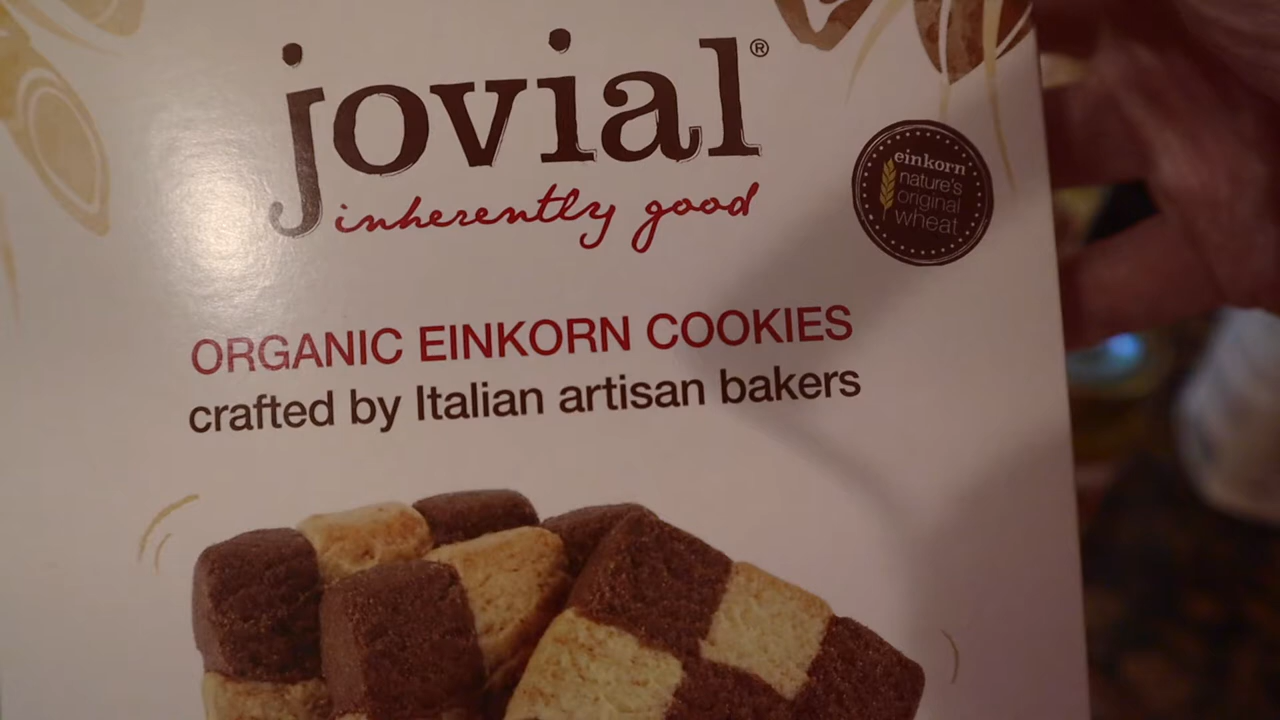 jovial®
inherently good
einkorn
nature's
original
wheat
ORGANIC EINKORN COOKIES
crafted by Italian artisan bakers